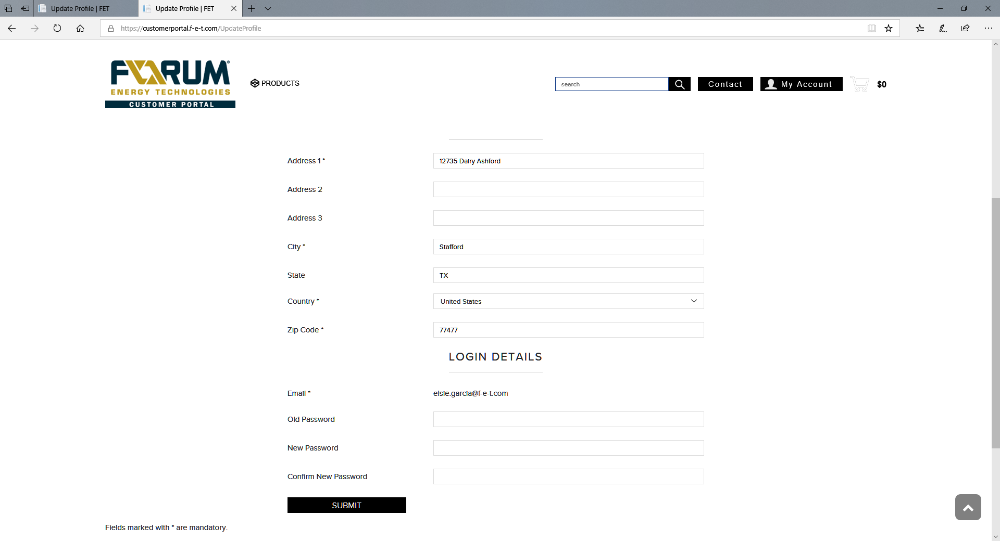 Update Profile | FET
Update Profile | FET
https://customerportal.f-e-t.com/UpdateProfile
FORUM®
ENERGY TECHNOLOGIES
CUSTOMER PORTAL
PRODUCTS
search
Contact
My Account
$0
Address 1 *
12735 Dairy Ashford
Address 2
Address 3
City *
Stafford
State
TX
Country *
United States
Zip Code *
77477
LOGIN DETAILS
Email *
elsie.garcia@f-e-t.com
Old Password
New Password
Confirm New Password
SUBMIT
Fields marked with * are mandatory.